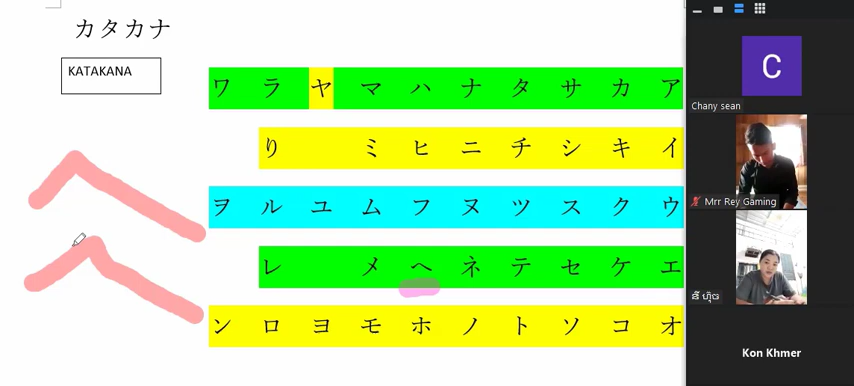 カタカナ
KATAKANA
ワ ラ ヤ マ ハ ナ タ サ カ ア
り ミ ヒ ニ チ シ キ イ
ヲ ル ユ ム フ ヌ ツ ス ク ウ
レ メ ヘ ネ テ セ ケ エ
ン ロ ヨ モ ホ ノ ト ソ コ オ
ヘ
ヘ
C
Chany sean
Mrr Rey Gaming
Kon Khmer